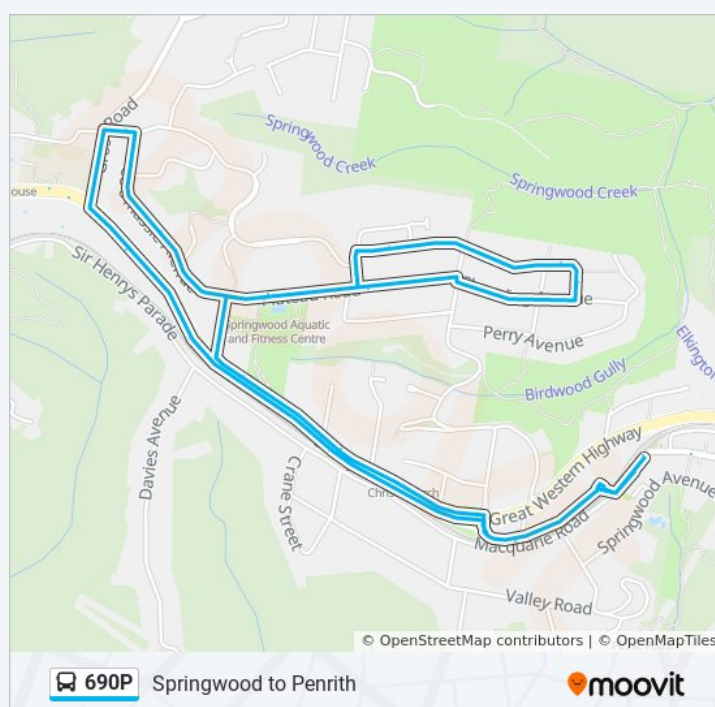 Road
Springwood
Creek
Springwood Creek
ouse
Sir Henrys Parade
Springwood Aquatic
and Fitness Centre
Perry Avenue
Elkington
Birdwood Gully
Davies Avenue
Crane Street
Great Western Highway
Macquarie Road
Springwood Avenue
Valley Road
© OpenStreetMap contributors | © OpenMapTiles
690P Springwood to Penrith
moovit